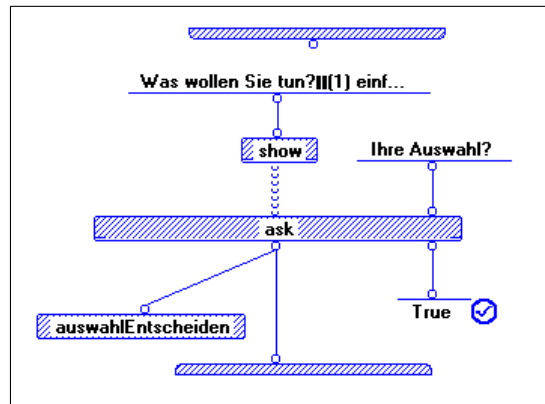 Was wollen Sie tun?||(1) einf...
show
Ihre Auswahl?
ask
auswahlEntscheiden
True